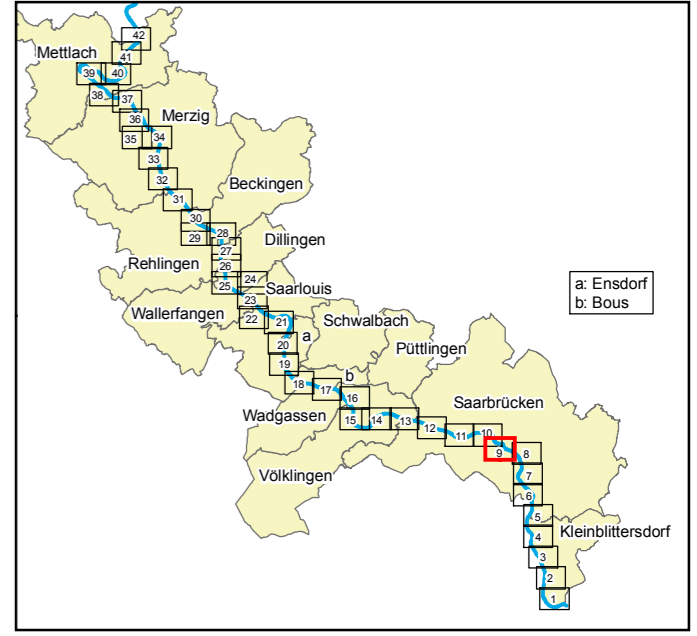 42
Mettlach
41
39
40
38
37
36
Merzig
35
34
33
32
Beckingen
31
30
28
29
Dillingen
27
Rehlingen
26
24
25
Saarlouis
23
a: Ensdorf
b: Bous
Wallerfangen
22
21
Schwalbach
a
20
Püttlingen
19
b
18
17
16
Saarbrücken
Wadgassen
15
14
13
12
11
10
9
8
Völklingen
7
6
5
Kleinblittersdorf
4
3
2
1